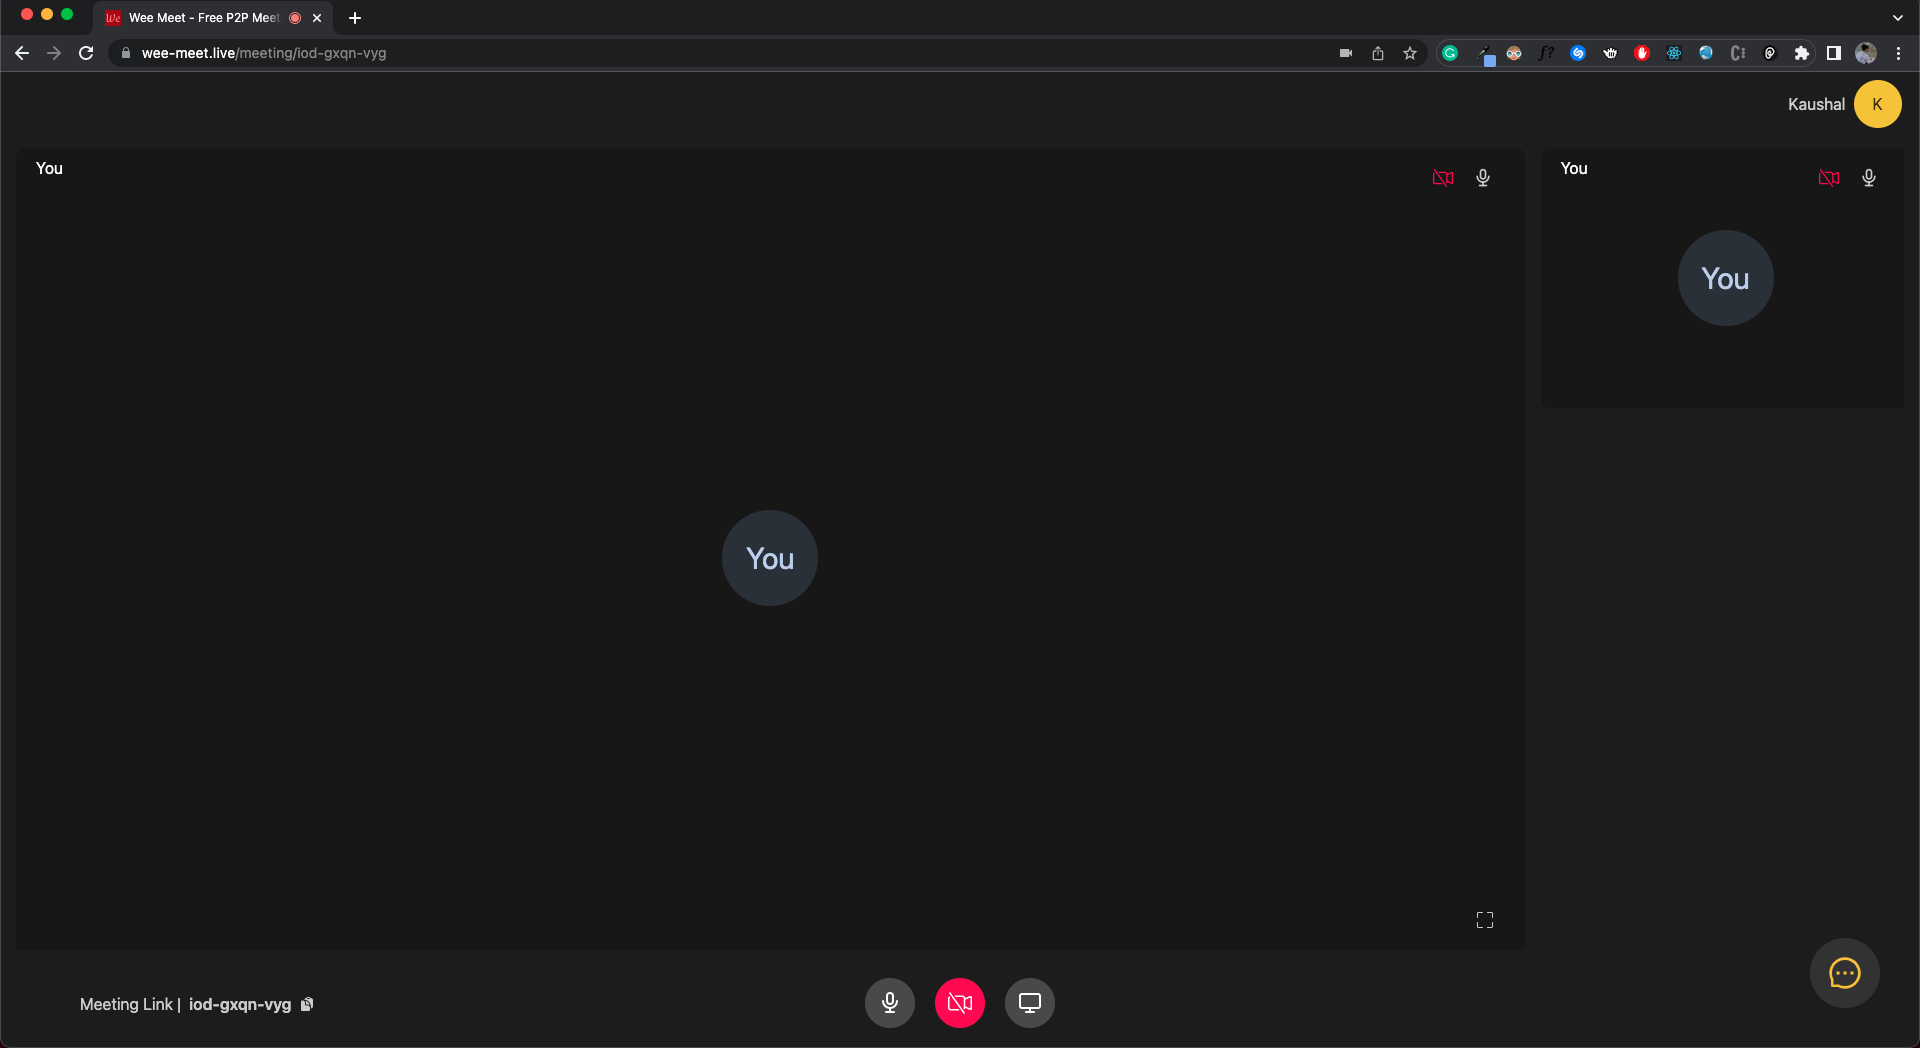 We Wee Meet - Free P2P Meet
wee-meet.live/meeting/iod-gxqn-vyg
f?
Kaushal K
You
You
You
You
Meeting Link | iod-gxqn-vyg